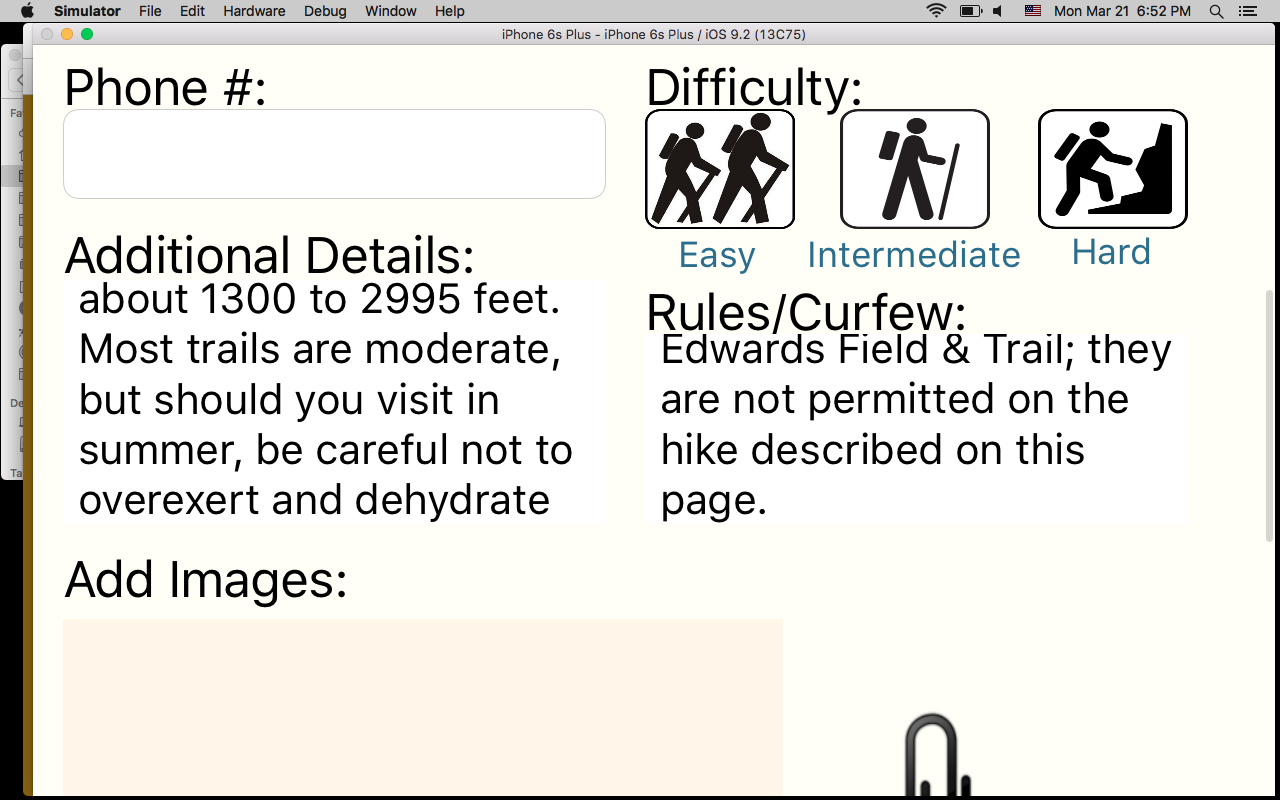 Simulator File Edit Hardware Debug Window Help Mon Mar 21 6:52 PM
iPhone 6s Plus - iPhone 6s Plus / iOS 9.2 (13C75)
Fa
De
Ta
Phone #:
Additional Details:
about 1300 to 2995 feet.
Most trails are moderate,
but should you visit in
summer, be careful not to
overexert and dehydrate
Difficulty:
Easy Intermediate Hard
Rules/Curfew:
Edwards Field & Trail; they
are not permitted on the
hike described on this
page.
Add Images: